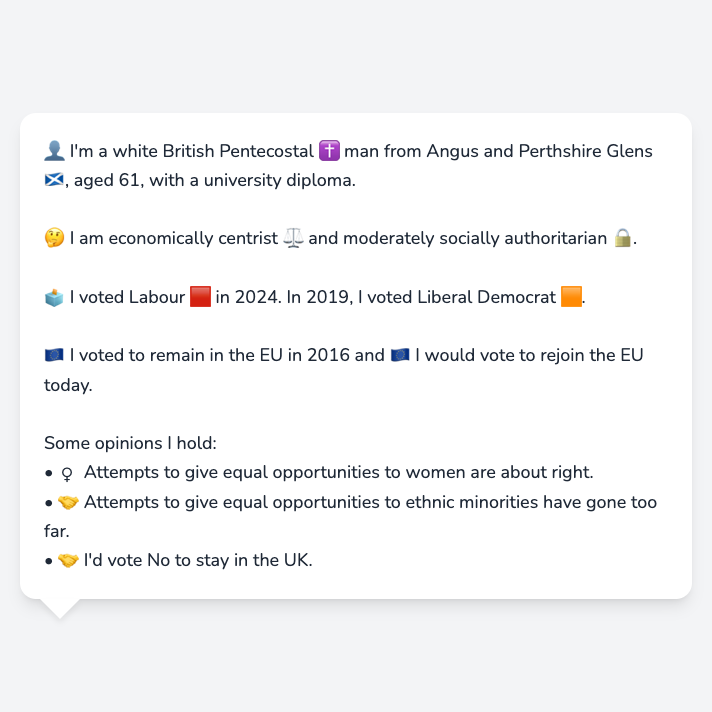 👤 I'm a white British Pentecostal ✝️ man from Angus and Perthshire Glens
🏴󠁧󠁢󠁳󠁣󠁴󠁿, aged 61, with a university diploma.
🤔 I am economically centrist ⚖️ and moderately socially authoritarian 🔒.
🗳️ I voted Labour 🟥 in 2024. In 2019, I voted Liberal Democrat 🟧.
🇪🇺 I voted to remain in the EU in 2016 and 🇪🇺 I would vote to rejoin the EU
today.
Some opinions I hold:
• ♀ Attempts to give equal opportunities to women are about right.
• 🤝 Attempts to give equal opportunities to ethnic minorities have gone too
far.
• 🤝 I'd vote No to stay in the UK.